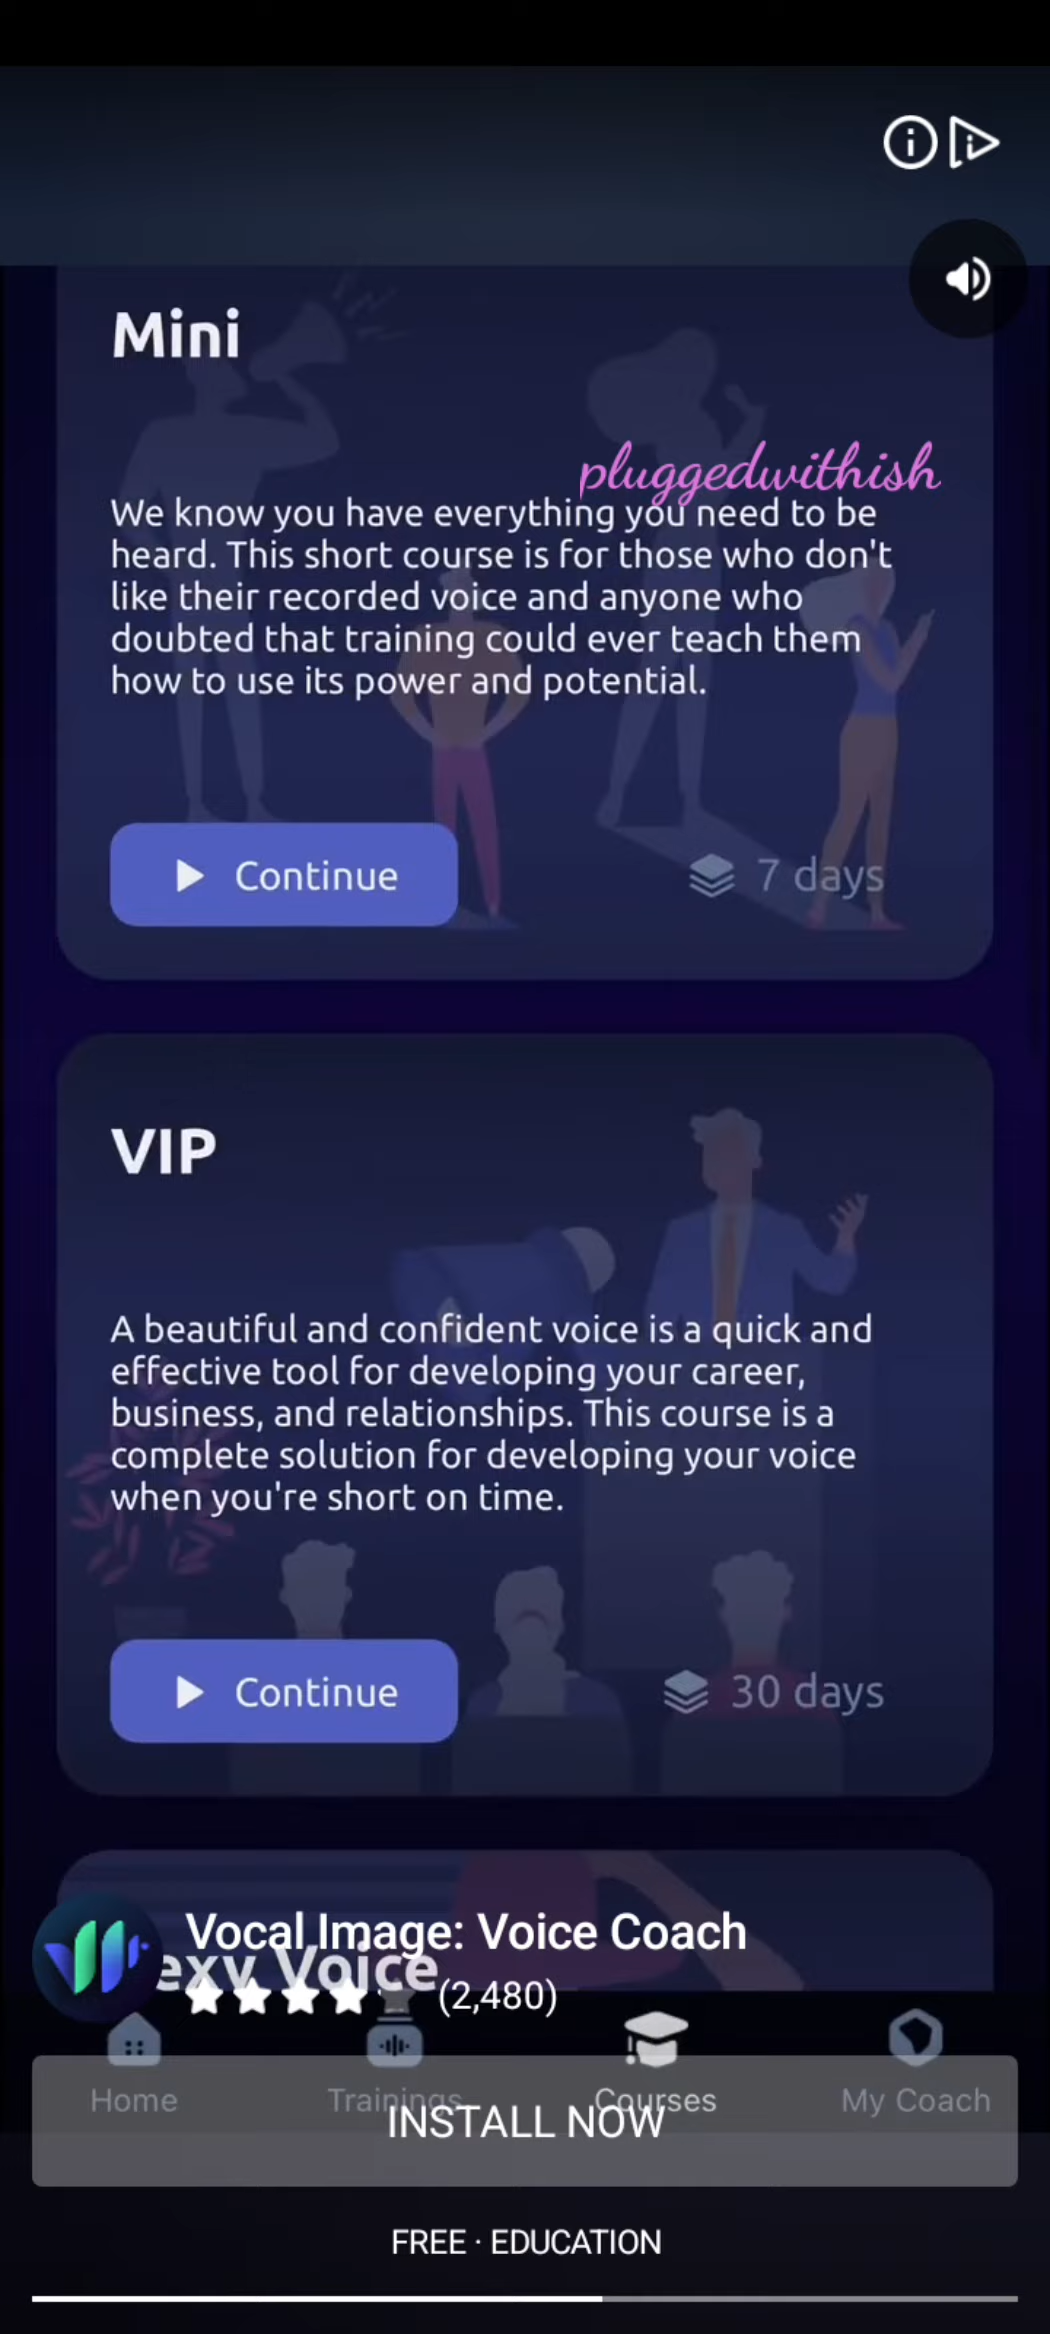 Mini
pluggedwithish
We know you have everything you need to be
heard. This short course is for those who don't
like their recorded voice and anyone who
doubted that training could ever teach them
how to use its power and potential.
Continue
7 days
VIP
A beautiful and confident voice is a quick and
effective tool for developing your career,
business, and relationships. This course is a
complete solution for developing your voice
when you're short on time.
Continue
30 days
Vocal Image: Voice Coach
exy Voice
(2,480)
Home Trainings Courses My Coach
INSTALL NOW
FREE · EDUCATION